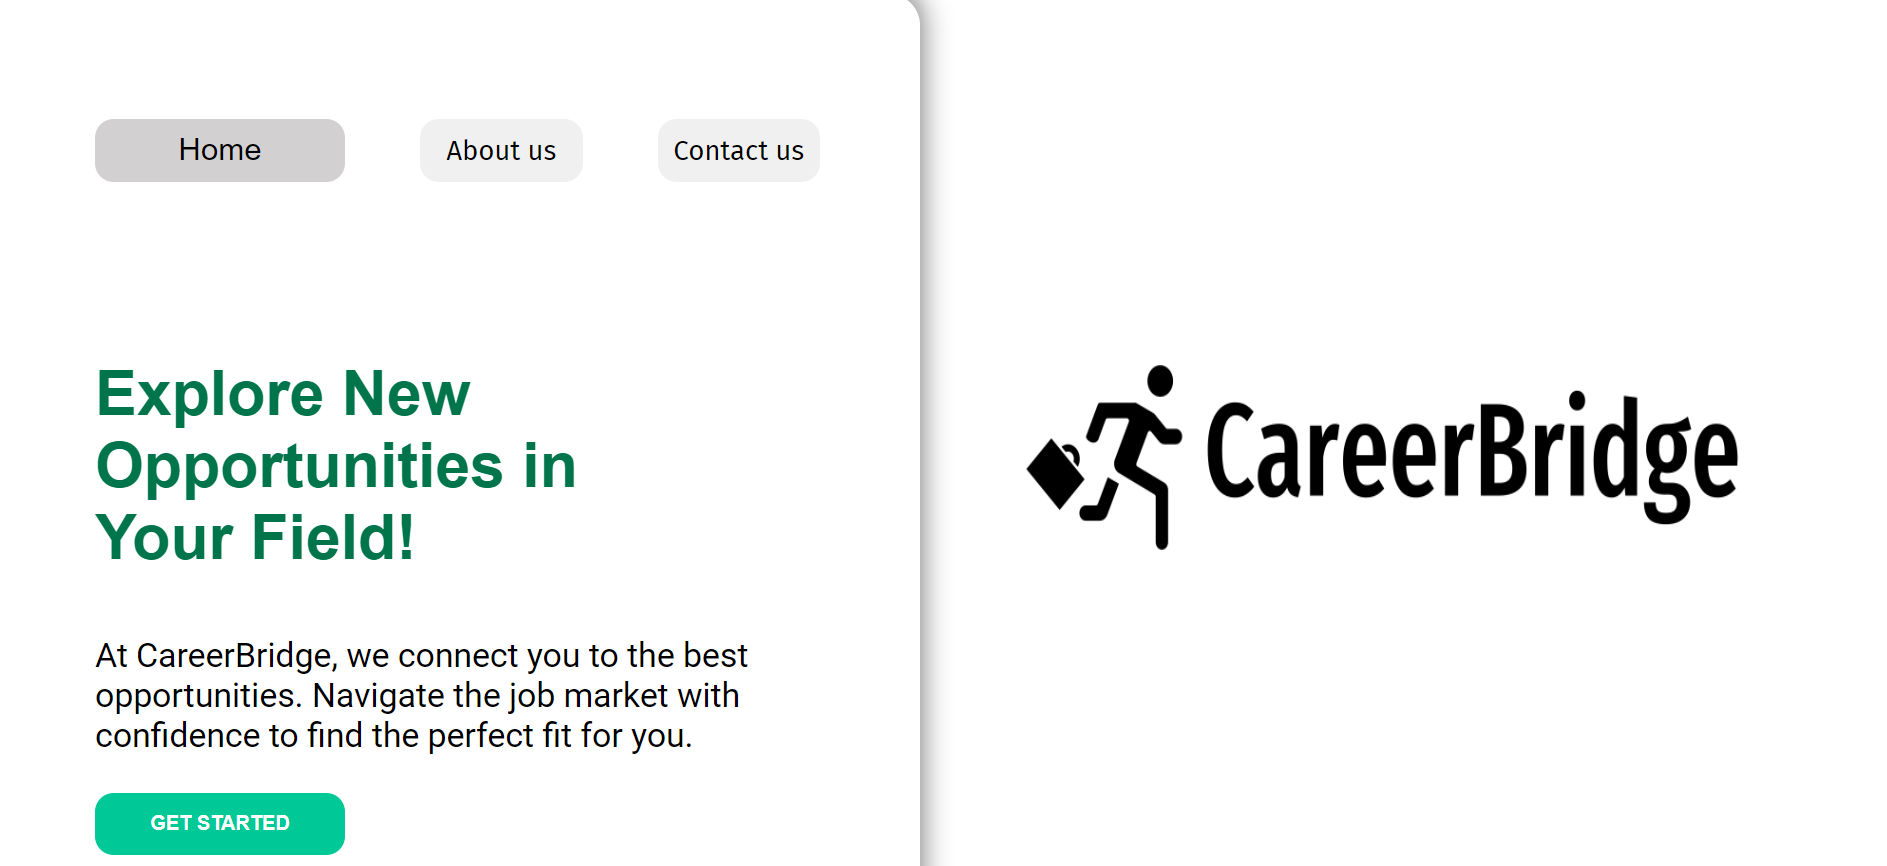 Home
About us
Contact us
Explore New
Opportunities in
Your Field!
At CareerBridge, we connect you to the best
opportunities. Navigate the job market with
confidence to find the perfect fit for you.
GET STARTED
CareerBridge